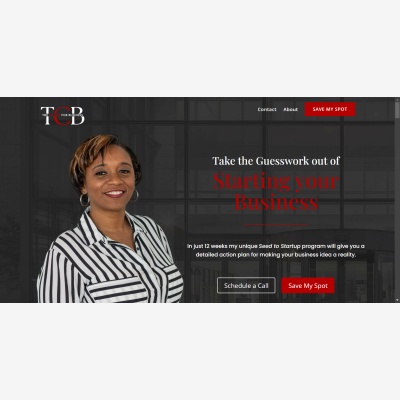 TCB
Contact About SAVE MY SPOT
Take the Guesswork out of
Starting your
Business
In just 12 weeks my unique Seed to Startup program will give you a
detailed action plan for making your business idea a reality.
Schedule a Call Save My Spot